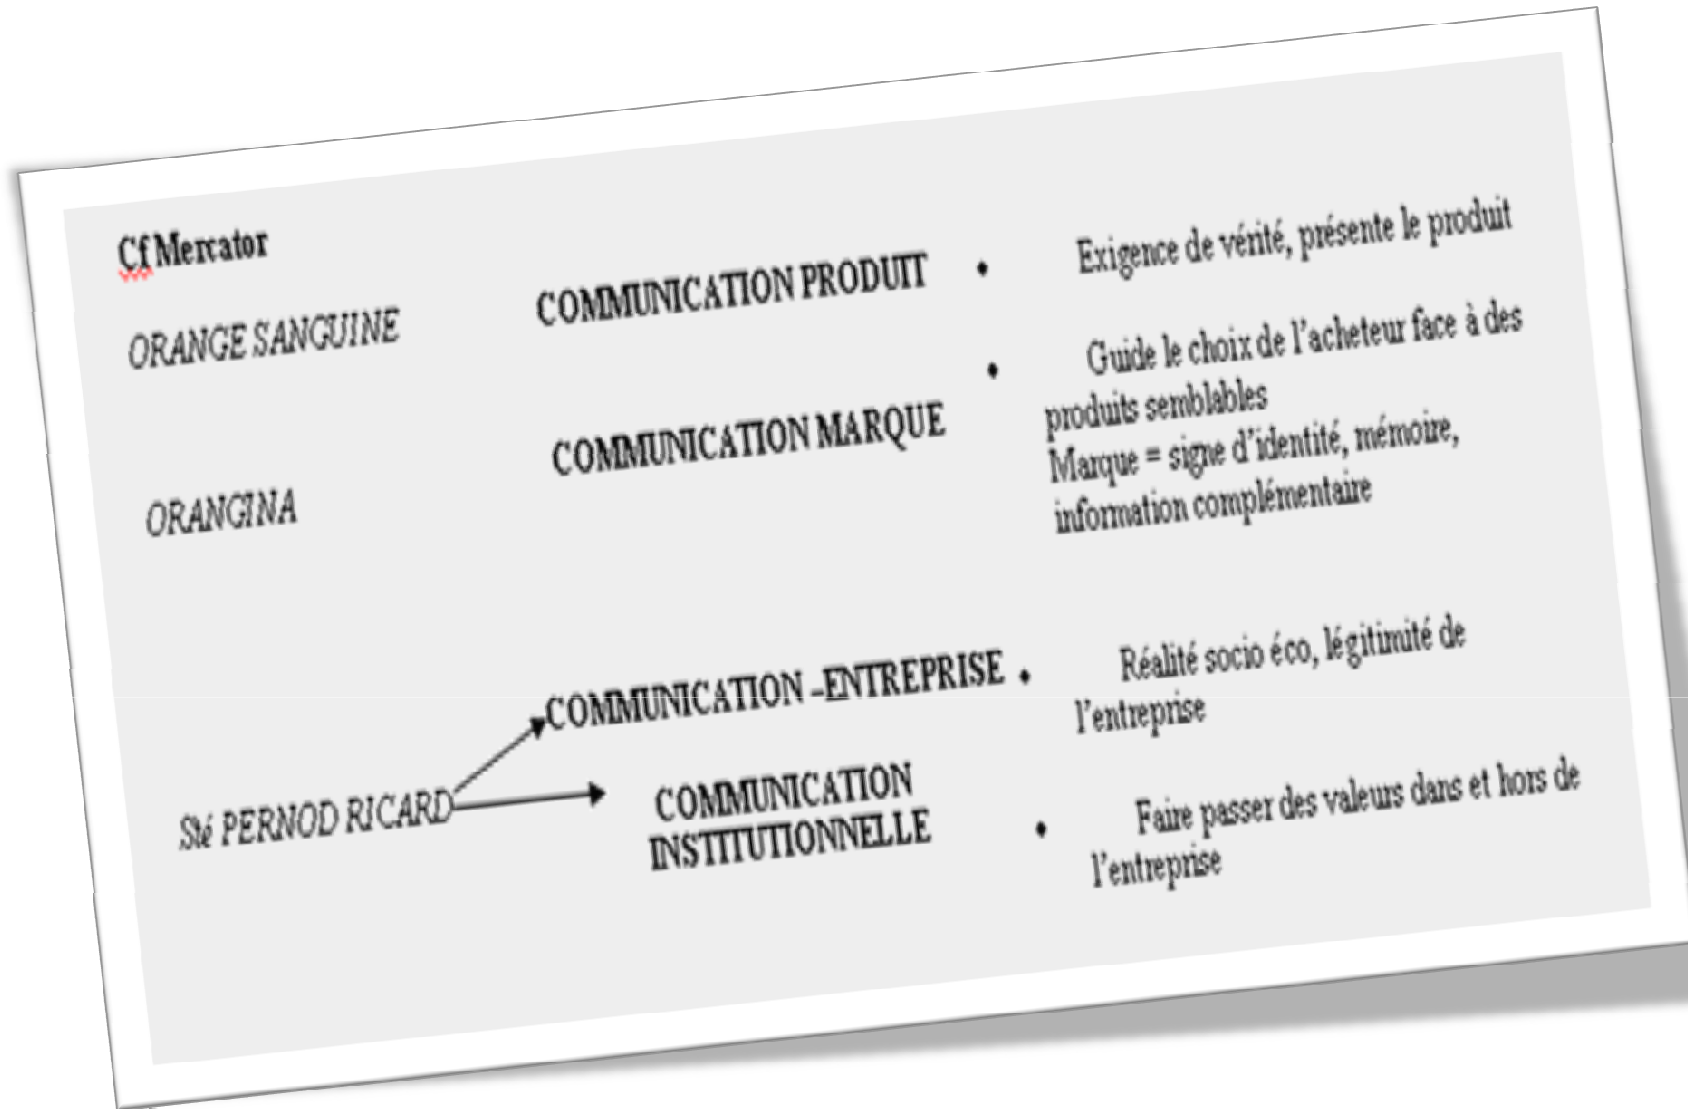 Cf Mercator
ORANGE SANGUINE
COMMUNICATION PRODUIT
• Exigence de vérité, présente le produit
ORANGINA
COMMUNICATION MARQUE
• Guide le choix de l’acheteur face à des
produits semblables
Marque = signe d’identité, mémoire,
information complémentaire
Sté PERNOD RICARD
COMMUNICATION –ENTREPRISE
• Réalité socio éco, légitimité de
l’entreprise
COMMUNICATION
INSTITUTIONNELLE
• Faire passer des valeurs dans et hors de
l’entreprise